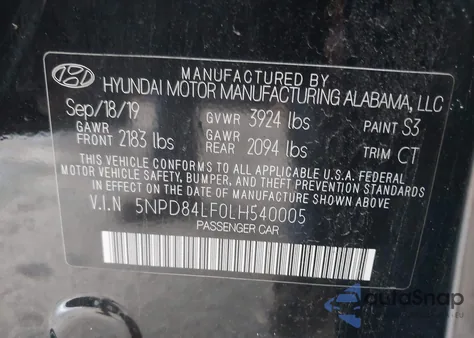 MANUFACTURED BY
HYUNDAI MOTOR MANUFACTURING ALABAMA, LLC
Sep/18/19 GVWR 3924 lbs PAINT S3
GAWR FRONT 2183 lbs GAWR REAR 2094 lbs TRIM CT
THIS VEHICLE CONFORMS TO ALL APPLICABLE U.S.A. FEDERAL
MOTOR VEHICLE SAFETY, BUMPER, AND THEFT PREVENTION STANDARDS
IN EFFECT ON THE DATE OF MANUFACTURE SHOWN ABOVE
V.I.N 5NPD84LF0LH540005
PASSENGER CAR
AutoSnap